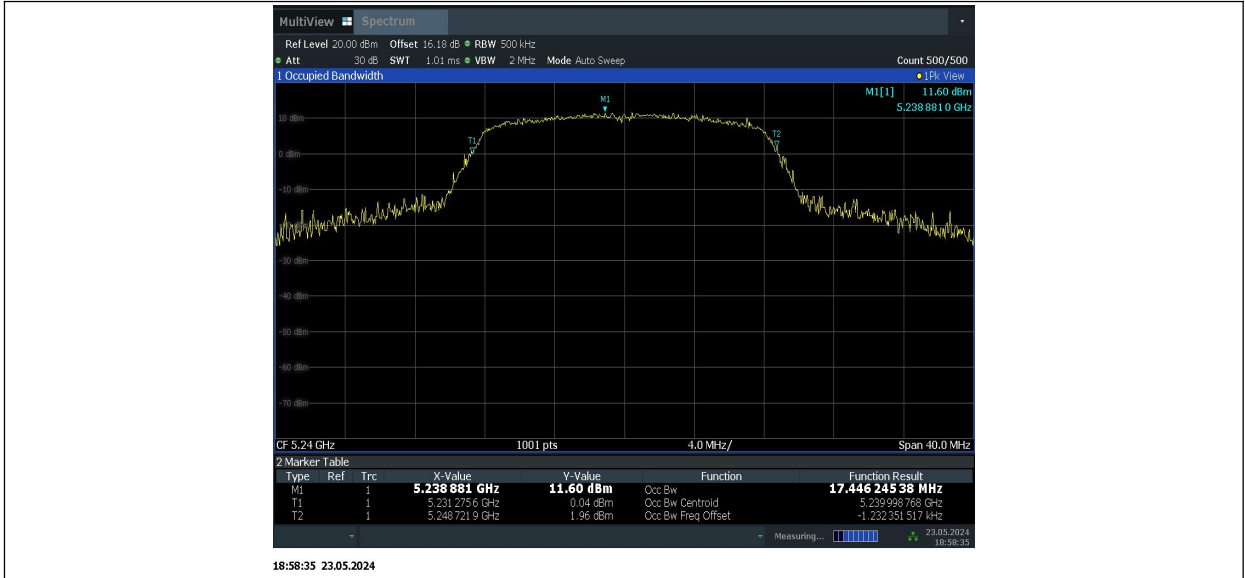 MultiView Spectrum
Ref Level 20.00 dBm Offset 16.18 dB RBW 500 kHz
Att 30 dB SWT 1.01 ms VBW 2 MHz Mode Auto Sweep Count 500/500
1 Occupied Bandwidth 1Pk View
M1[1] 11.60 dBm
5.238 881 0 GHz
M1
10 dBm
T1
T2
0 dBm
-10 dBm
-30 dBm
-40 dBm
-50 dBm
-60 dBm
-70 dBm
CF 5.24 GHz 1001 pts 4.0 MHz/ Span 40.0 MHz
2 Marker Table
Type Ref Trc X-Value Y-Value Function Function Result
M1 1 5.238 881 GHz 11.60 dBm Occ Bw 17.446 245 38 MHz
T1 1 5.231 275 6 GHz 0.04 dBm Occ Bw Centroid 5.239 998 768 GHz
T2 1 5.248 721 9 GHz 1.96 dBm Occ Bw Freq Offset -1.232 351 517 kHz
Measuring... 23.05.2024
18:58:35
18:58:35 23.05.2024